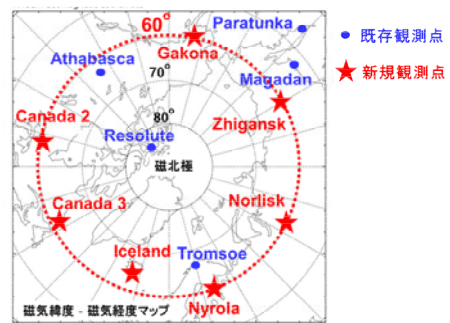 60°
Paratunka
Gakona
既存観測点
Athabasca
70°
Magadan
新規観測点
80°
Canada 2
Zhigansk
Resolute
磁北極
Canada 3
Norlisk
Iceland
Tromsoe
磁気緯度 - 磁気経度マップ
Nyrola